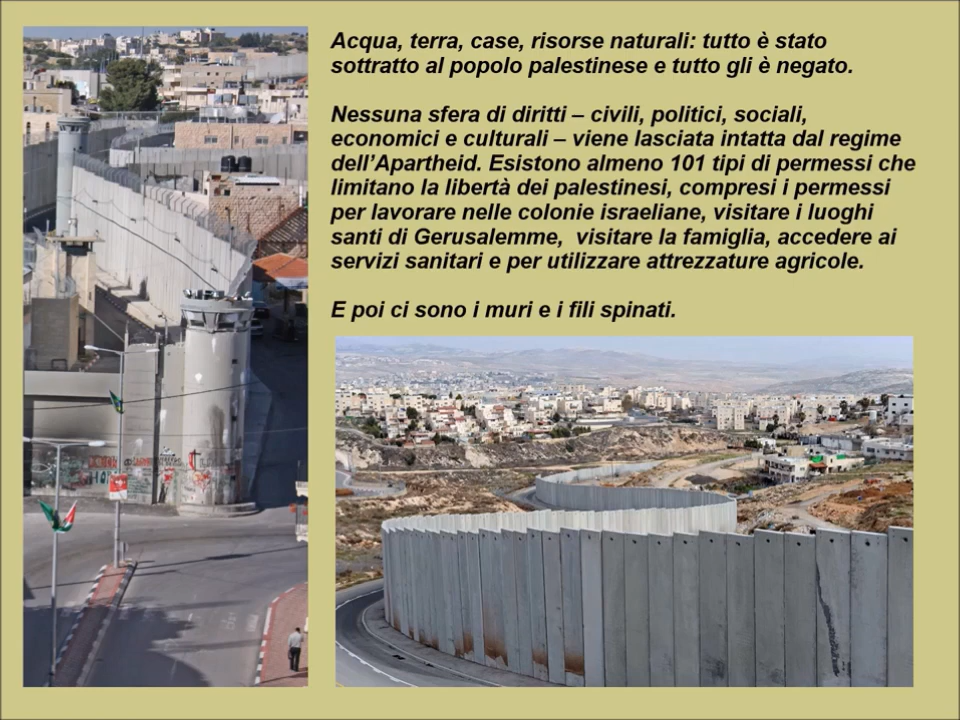 Acqua, terra, case, risorse naturali: tutto è stato
sottratto al popolo palestinese e tutto gli è negato.
Nessuna sfera di diritti – civili, politici, sociali,
economici e culturali – viene lasciata intatta dal regime
dell’Apartheid. Esistono almeno 101 tipi di permessi che
limitano la libertà dei palestinesi, compresi i permessi
per lavorare nelle colonie israeliane, visitare i luoghi
santi di Gerusalemme,  visitare la famiglia, accedere ai
servizi sanitari e per utilizzare attrezzature agricole.
E poi ci sono i muri e i fili spinati.